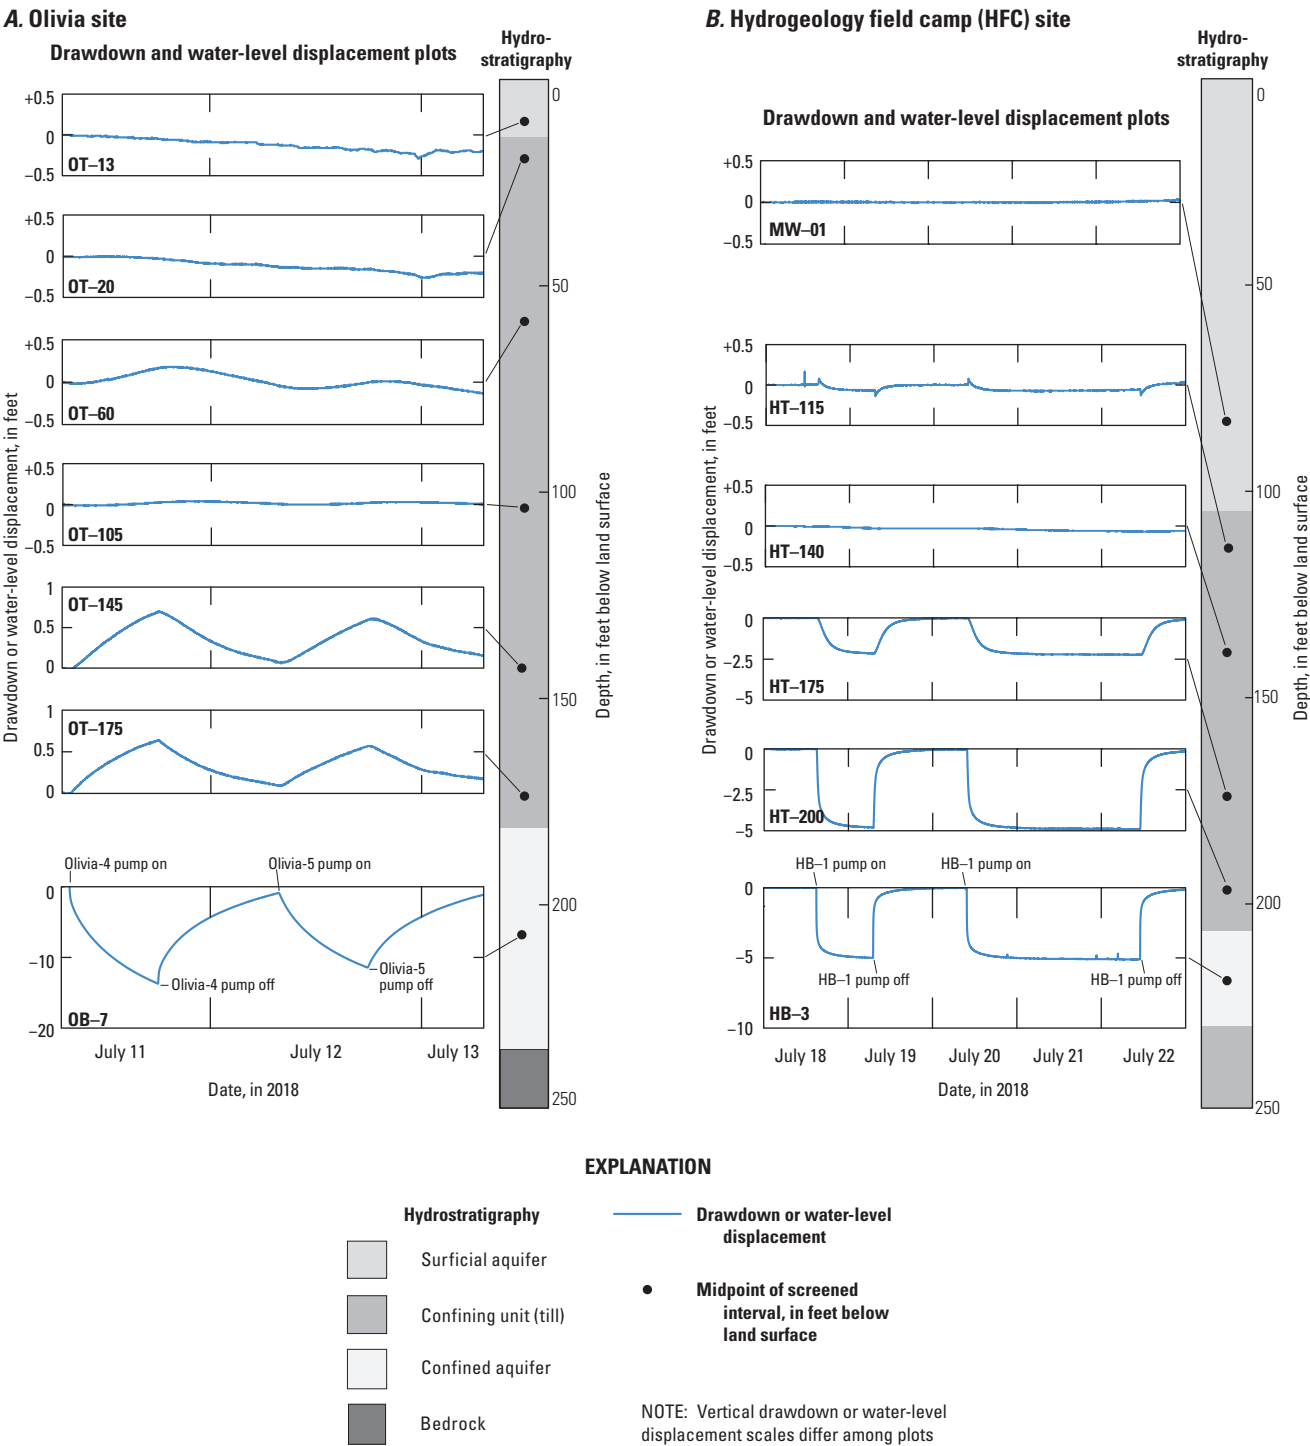 A. Olivia site
Drawdown and water-level displacement plots
Hydro-
stratigraphy
+0.5
0
−0.5
OT–13
+0.5
0
−0.5
OT–20
+0.5
0
−0.5
OT–60
+0.5
0
−0.5
OT–105
1
0.5
0
OT–145
1
0.5
0
OT–175
Olivia-4 pump on
Olivia-5 pump on
0
−10
−20
Olivia-4 pump off
Olivia-5
pump off
OB–7
July 11
July 12
July 13
Date, in 2018
Drawdown or water-level displacement, in feet
0
50
100
150
200
250
Depth, in feet below land surface
B. Hydrogeology field camp (HFC) site
Drawdown and water-level displacement plots
Hydro-
stratigraphy
+0.5
0
−0.5
MW–01
+0.5
0
−0.5
HT–115
+0.5
0
−0.5
HT–140
0
−2.5
−5
HT–175
0
−2.5
−5
HT–200
HB–1 pump on
HB–1 pump on
0
−5
−10
HB–1 pump off
HB–1 pump off
HB–3
July 18
July 19
July 20
July 21
July 22
Date, in 2018
Drawdown or water-level displacement, in feet
0
50
100
150
200
250
Depth, in feet below land surface
EXPLANATION
Hydrostratigraphy
Surficial aquifer
Confining unit (till)
Confined aquifer
Bedrock
Drawdown or water-level
displacement
Midpoint of screened
interval, in feet below
land surface
NOTE: Vertical drawdown or water-level
displacement scales differ among plots